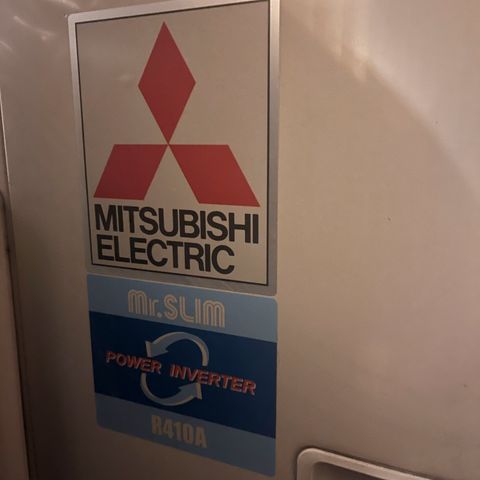 MITSUBISHI
ELECTRIC
Mr.SLIM
POWER INVERTER
R410A